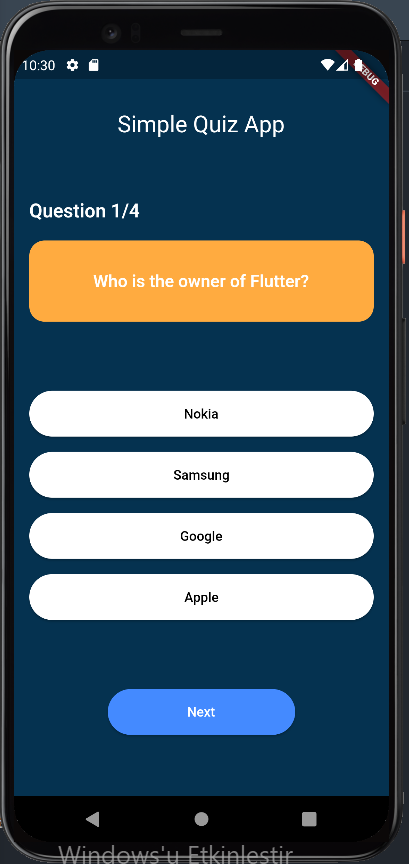 10:30
DEBUG
Simple Quiz App
Question 1/4
Who is the owner of Flutter?
Nokia
Samsung
Google
Apple
Next
Windows'u Etkinleştir